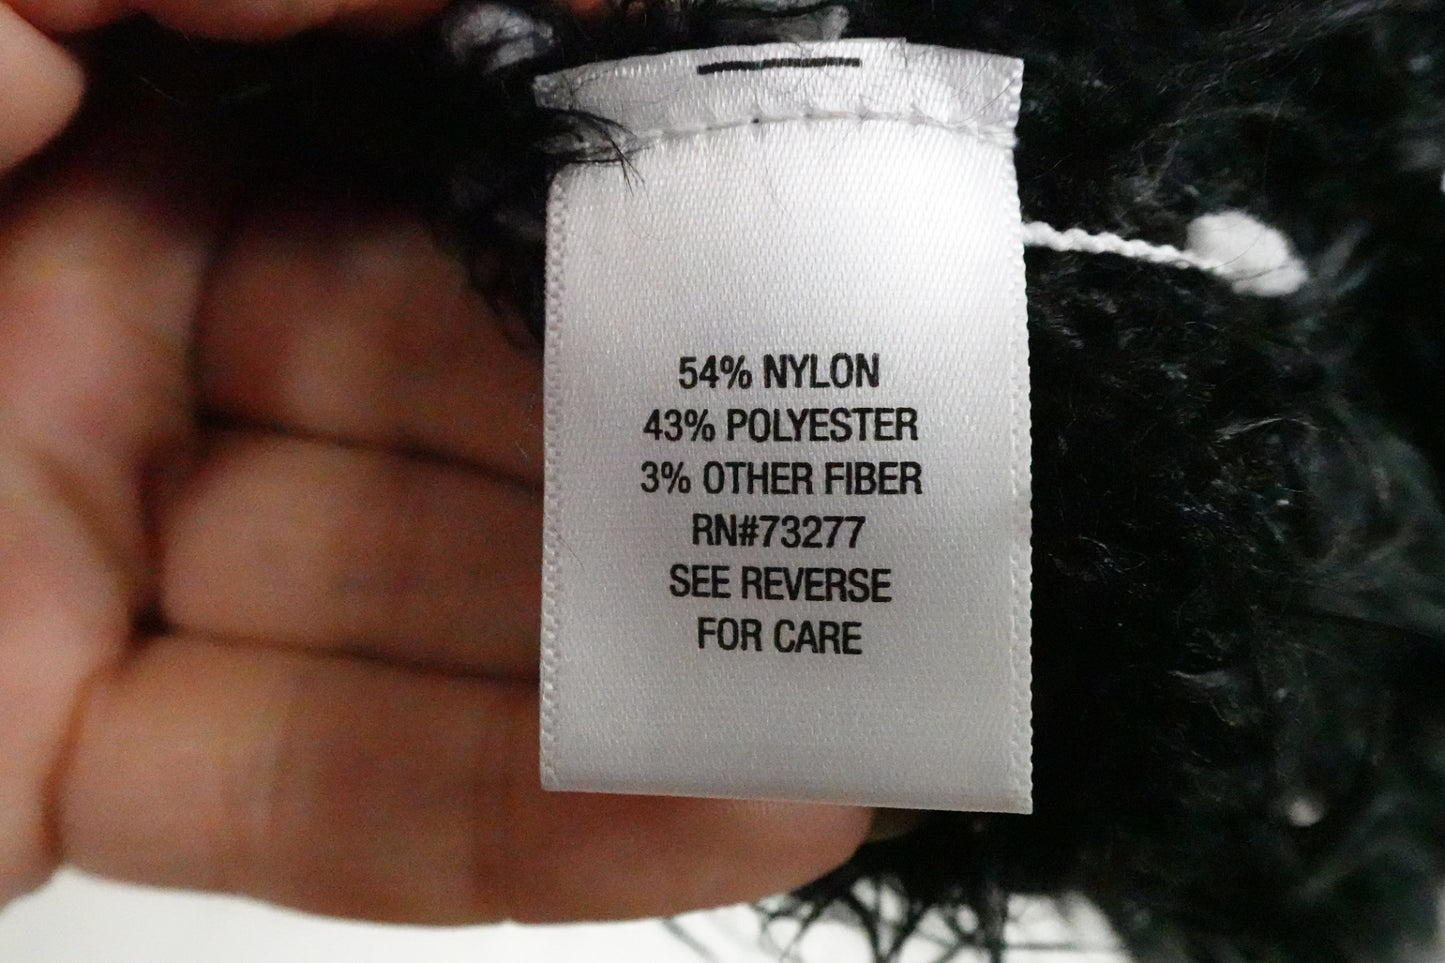 54% NYLON
43% POLYESTER
3% OTHER FIBER
RN#73277
SEE REVERSE
FOR CARE